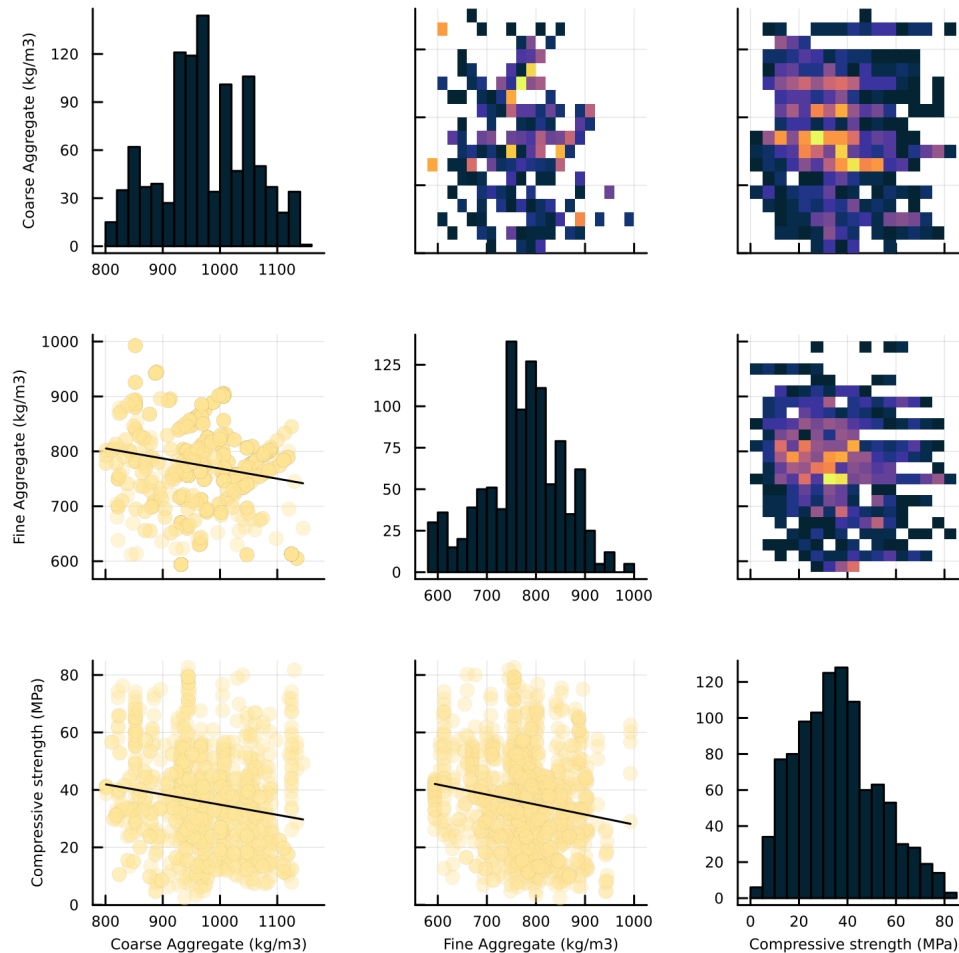 Coarse Aggregate (kg/m3)
120
90
60
30
0
800 900 1000 1100
Fine Aggregate (kg/m3)
1000
900
800
700
600
125
100
75
50
25
0
600 700 800 900 1000
Compressive strength (MPa)
80
60
40
20
0
800 900 1000 1100
Coarse Aggregate (kg/m3)
600 700 800 900 1000
Fine Aggregate (kg/m3)
120
100
80
60
40
20
0
0 20 40 60 80
Compressive strength (MPa)